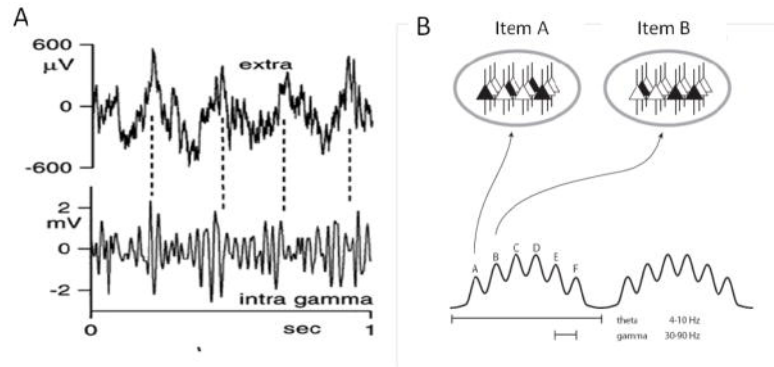 A
600
μV
0
-600
extra
2
mV
0
-2
intra gamma
0
sec
1
B
Item A
Item B
A
B
C
D
E
F
theta 4-10 Hz
gamma 30-90 Hz